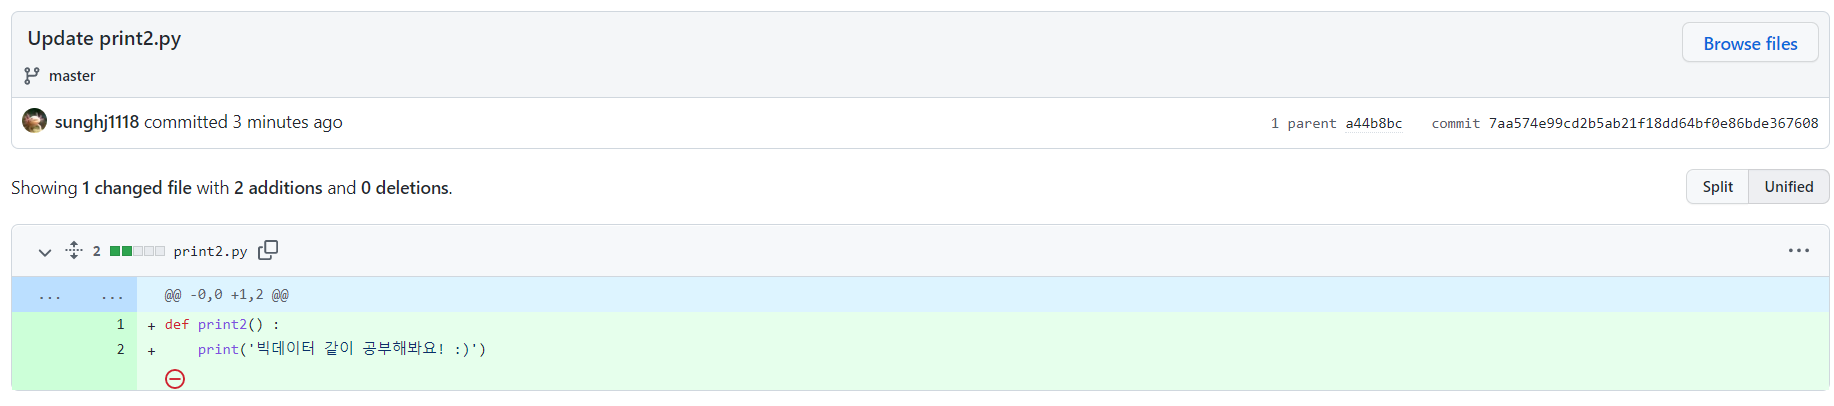 Update print2.py
Browse files
master
sunghj1118 committed 3 minutes ago
1 parent a44b8bc commit 7aa574e99cd2b5ab21f18dd64bf0e86bde367608
Showing 1 changed file with 2 additions and 0 deletions.
Split Unified
2 print2.py
... ... @@ -0,0 +1,2 @@
1 + def print2() :
2 + print('빅데이터 같이 공부해봐요! :)')